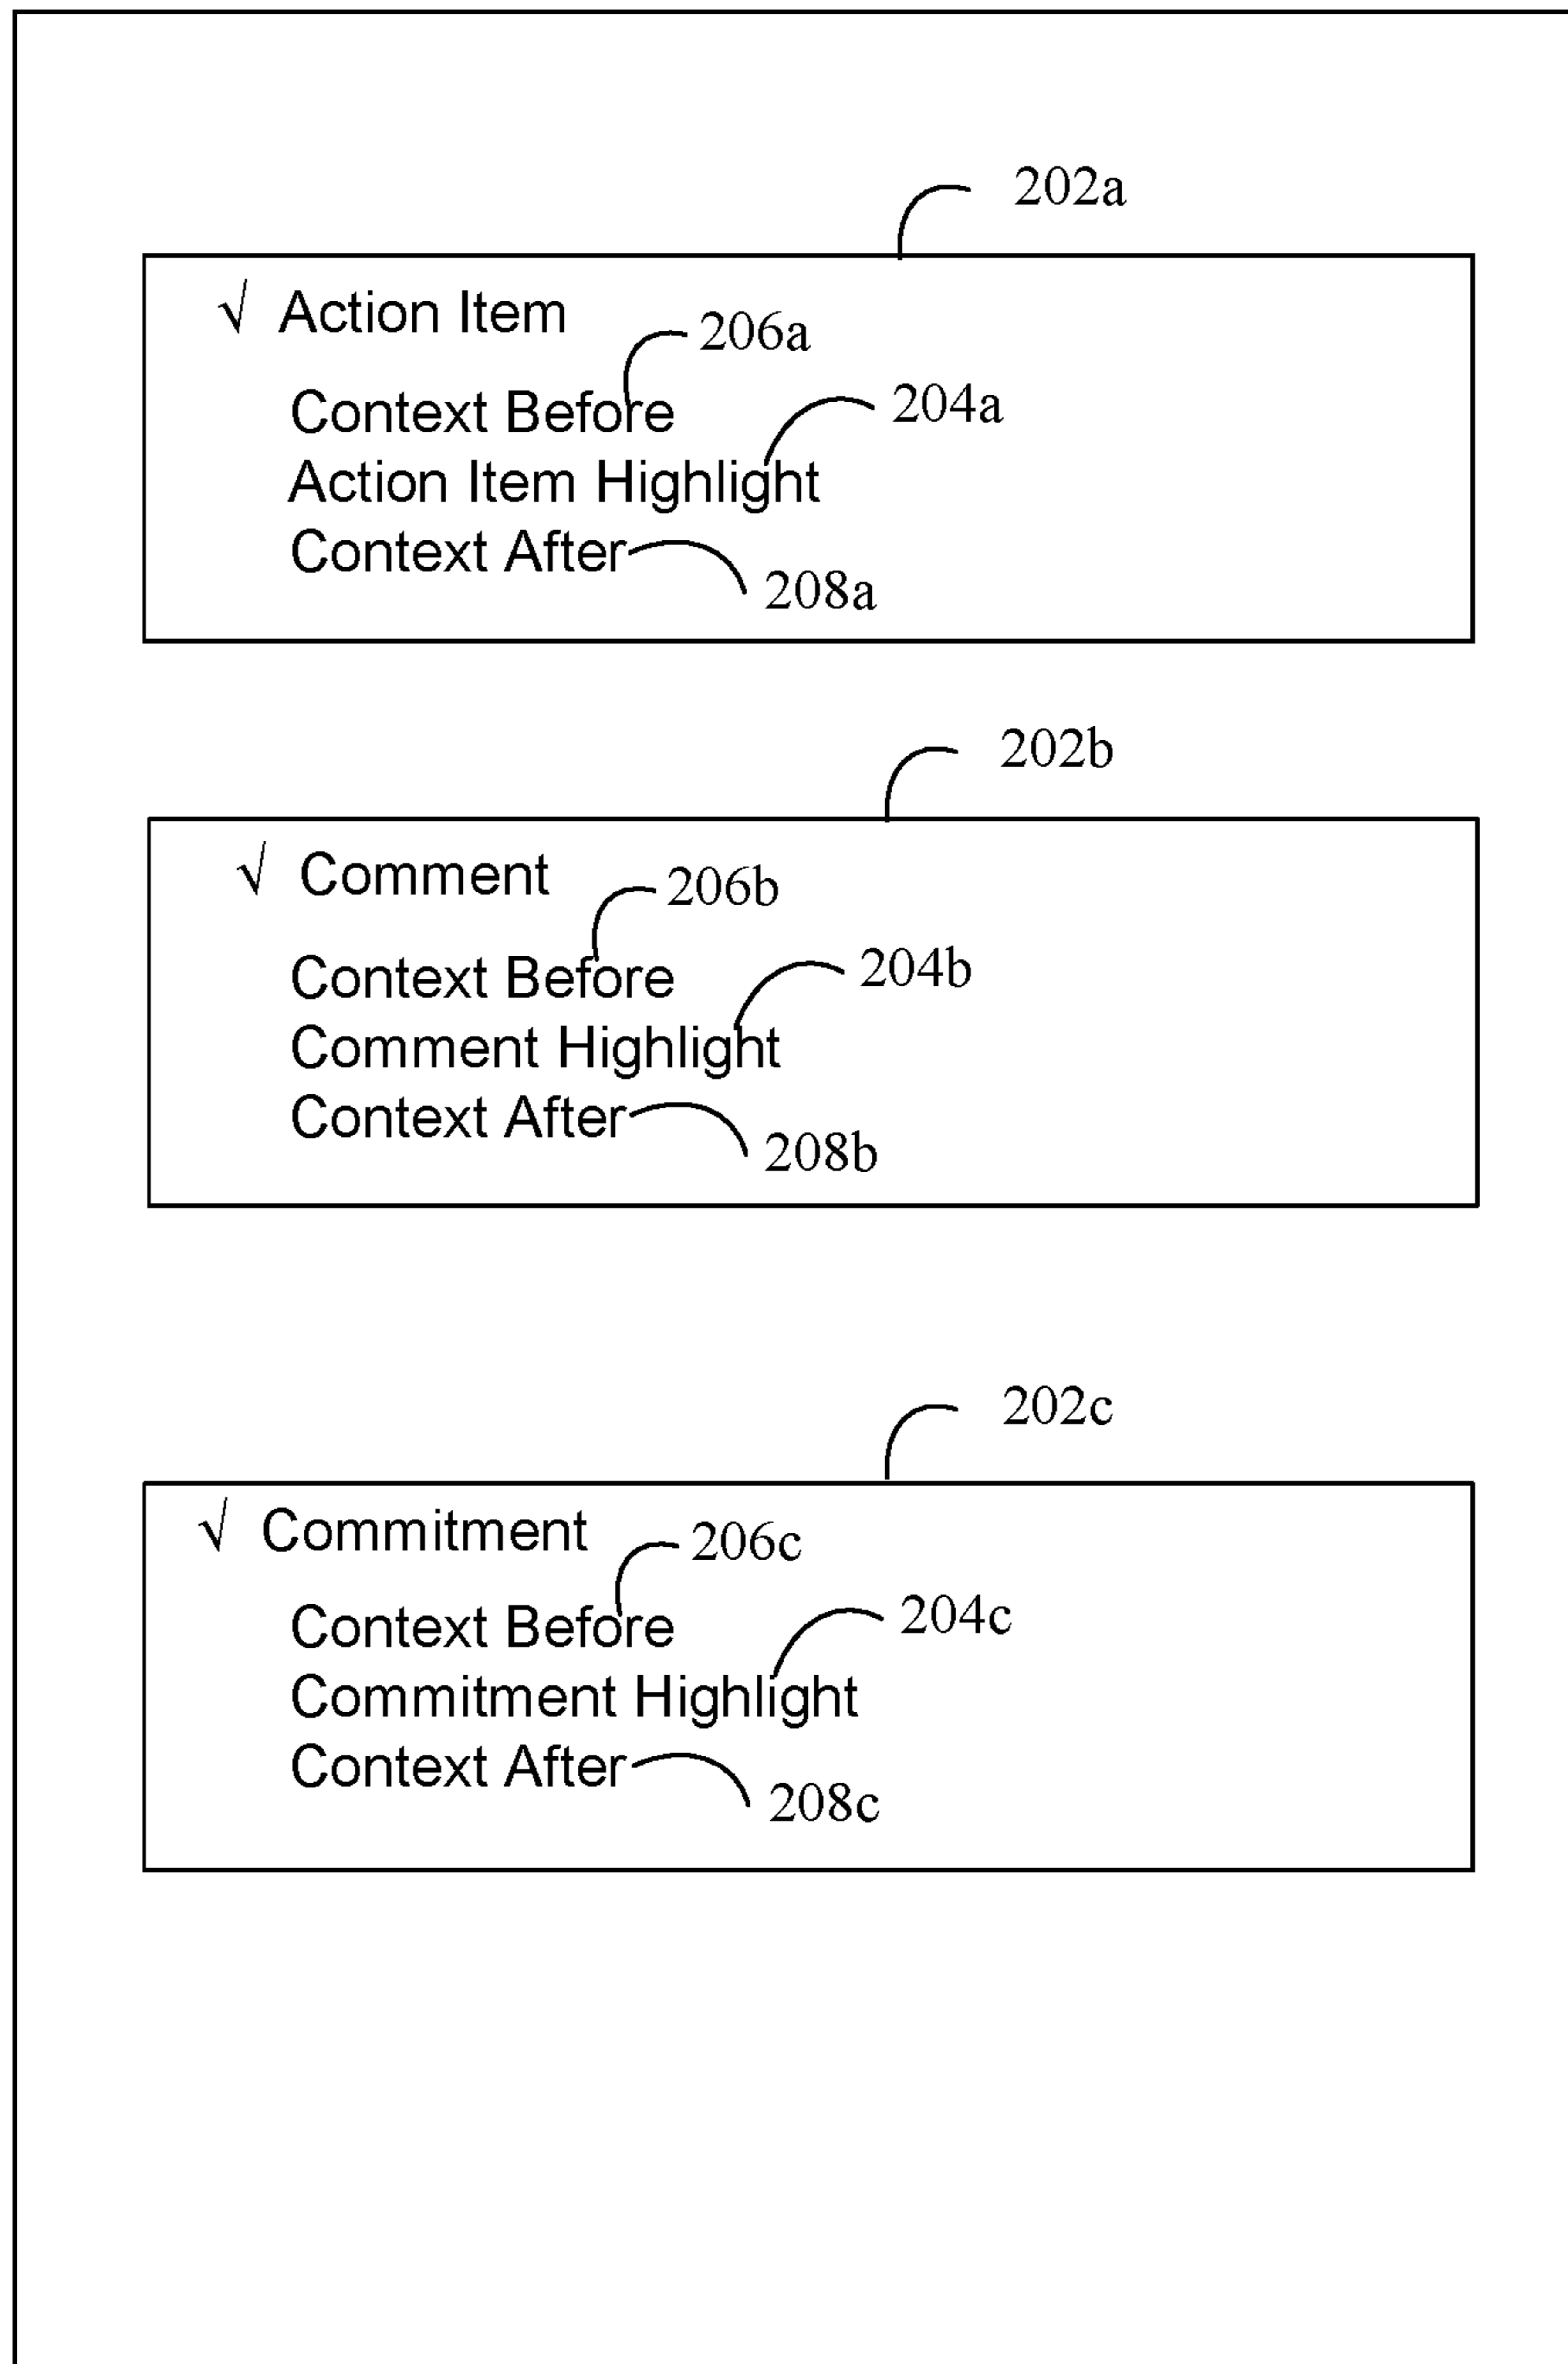 202a
√ Action Item
206a
Context Before
204a
Action Item Highlight
Context After
208a
202b
√ Comment
206b
Context Before
204b
Comment Highlight
Context After
208b
202c
√ Commitment
206c
Context Before
204c
Commitment Highlight
Context After
208c